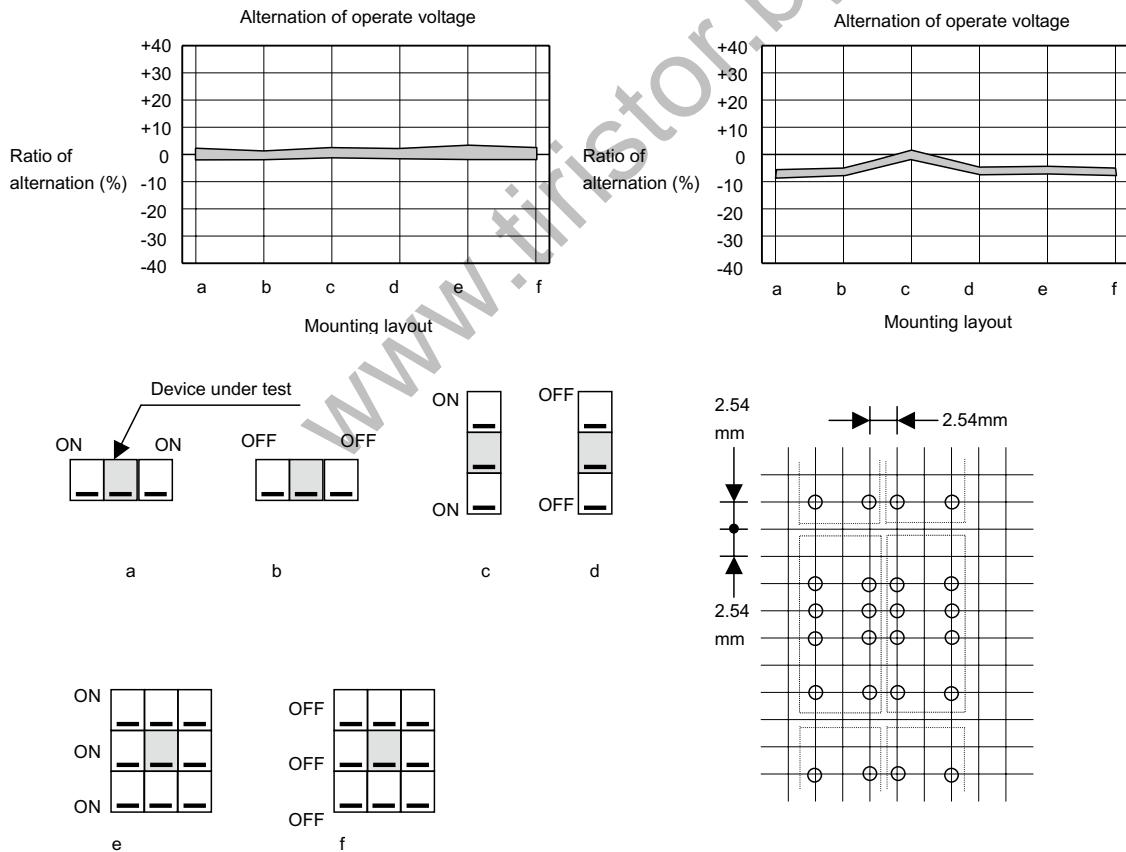 Alternation of operate voltage
+40
+30
+20
+10
0
-10
-20
-30
-40
Ratio of
alternation (%)
a b c d e f
Mounting layout
Alternation of operate voltage
+40
+30
+20
+10
0
-10
-20
-30
-40
Ratio of
alternation (%)
a b c d e f
Mounting layout
www.tiristor.by
Device under test
ON ON
a
OFF OFF
b
ON
ON
c
OFF
OFF
d
2.54
mm
2.54mm
2.54
mm
ON
ON
ON
e
OFF
OFF
OFF
f